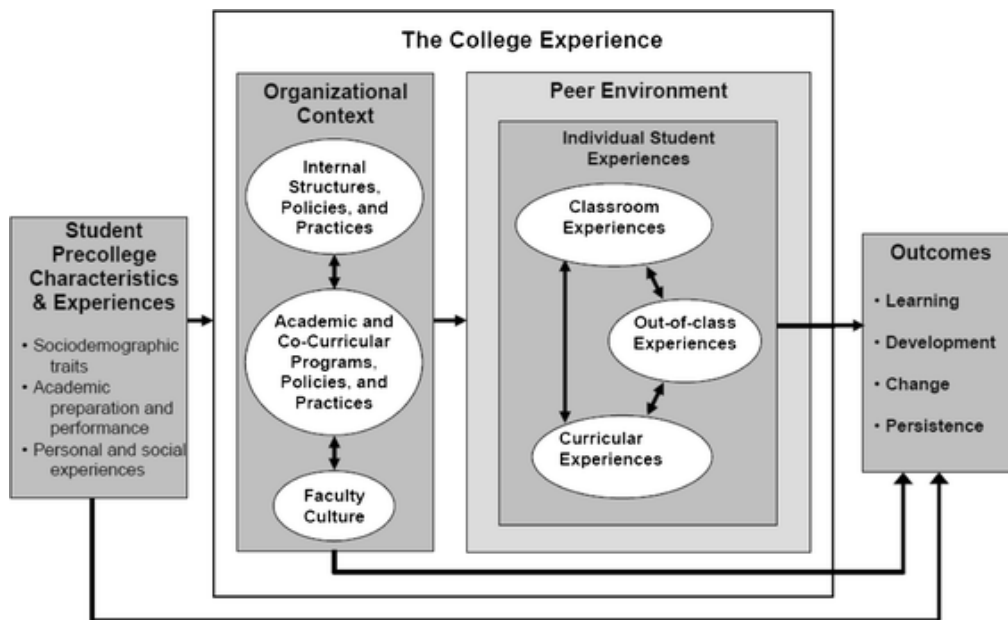 The College Experience
Student
Precollege
Characteristics
& Experiences
• Sociodemographic
traits
• Academic
preparation and
performance
• Personal and social
experiences
Organizational
Context
Internal
Structures,
Policies, and
Practices
Academic and
Co-Curricular
Programs,
Policies, and
Practices
Faculty
Culture
Peer Environment
Individual Student
Experiences
Classroom
Experiences
Out-of-class
Experiences
Curricular
Experiences
Outcomes
• Learning
• Development
• Change
• Persistence